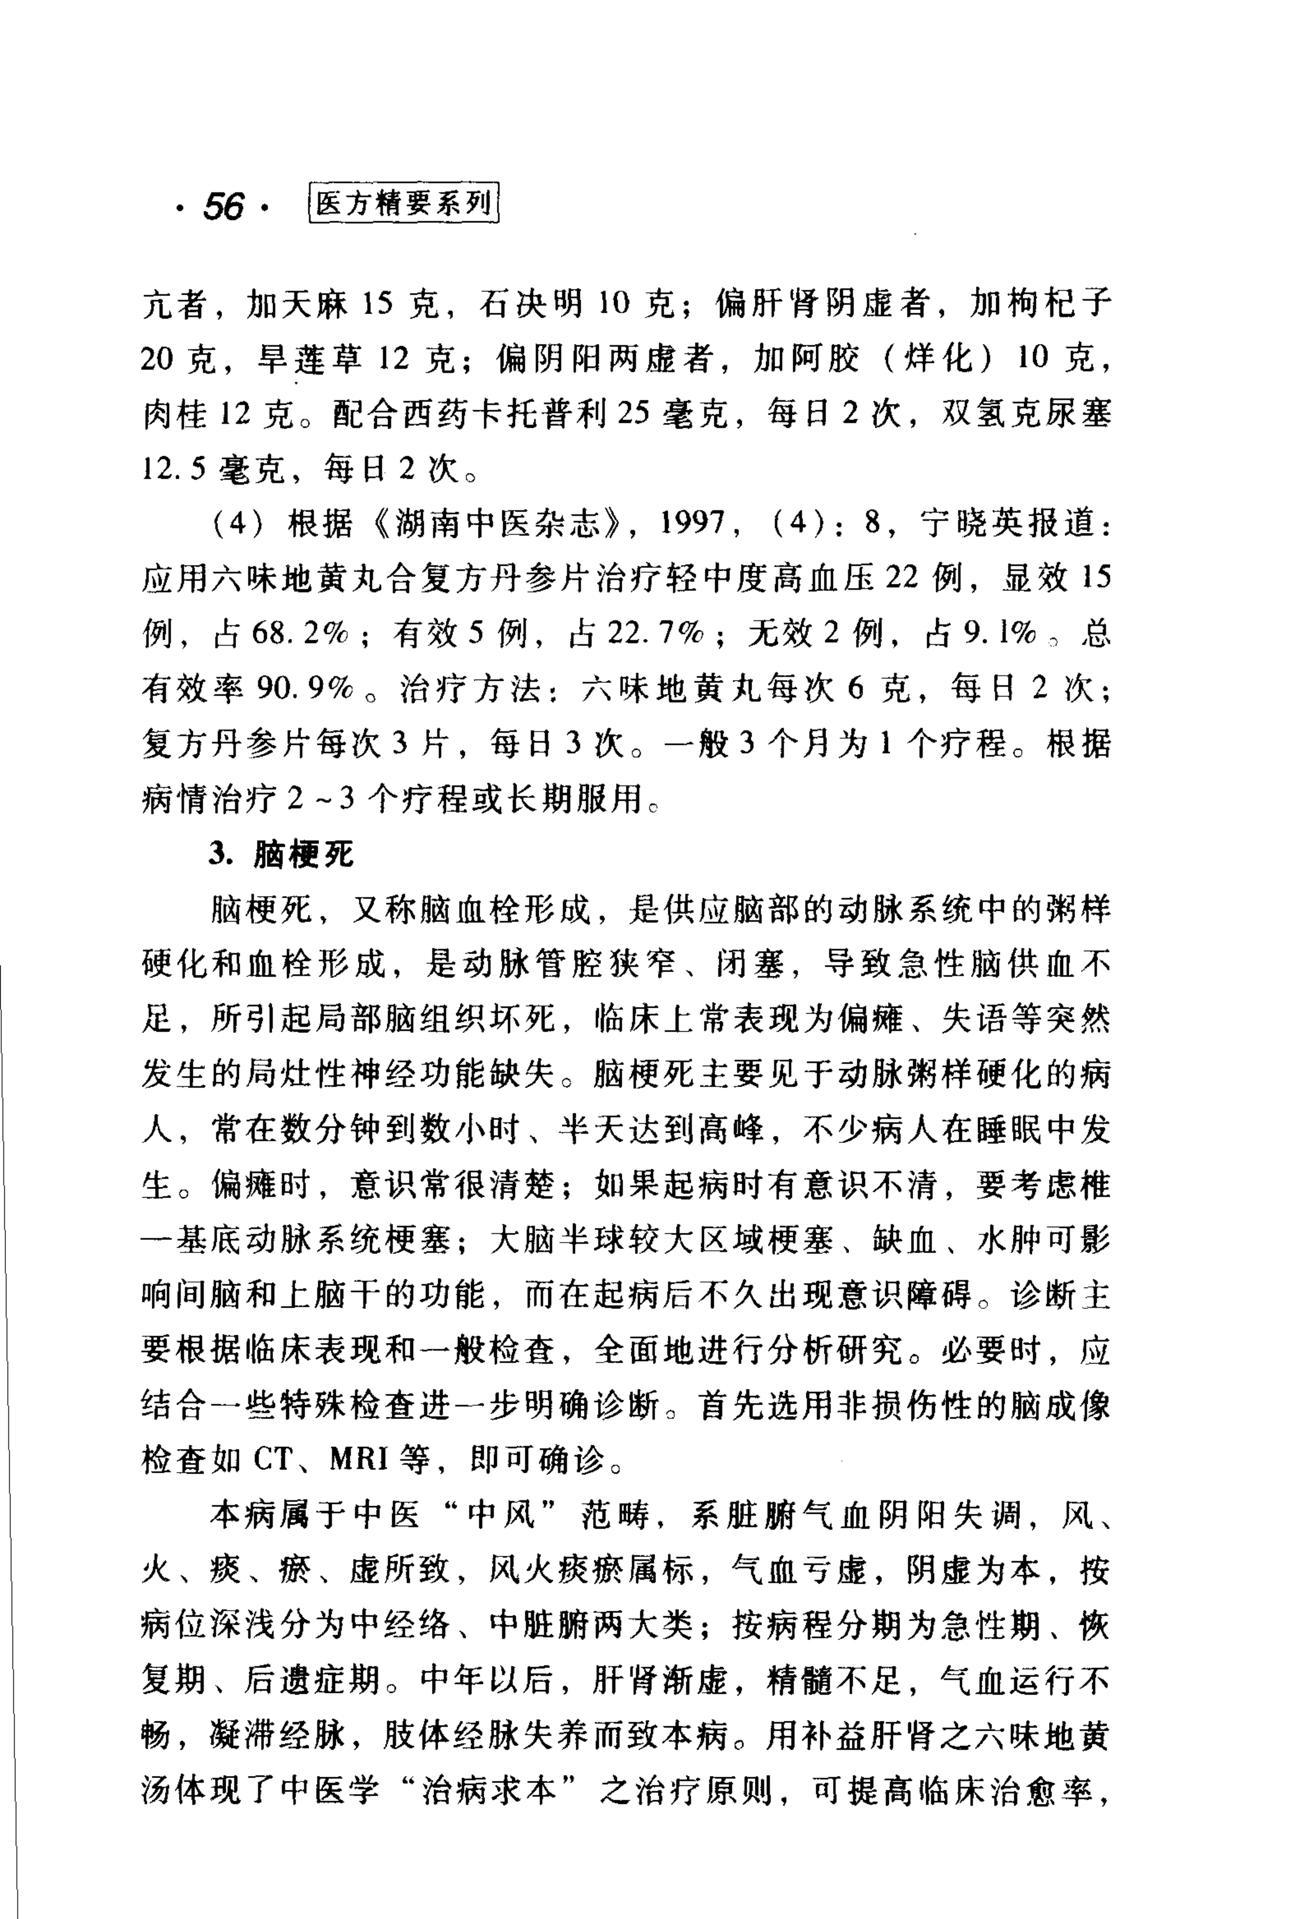 ·56· 医方精要系列
亢者，加天麻 15 克，石决明 10 克；偏肝肾阴虚者，加枸杞子
20 克，旱莲草 12 克；偏阴阳两虚者，加阿胶（烊化）10 克，
肉桂 12 克。配合西药卡托普利 25 毫克，每日 2 次，双氢克尿塞
12.5 毫克，每日 2 次。
（4）根据《湖南中医杂志》，1997，（4）：8，宁晓英报道：
应用六味地黄丸合复方丹参片治疗轻中度高血压 22 例，显效 15
例，占 68.2%；有效 5 例，占 22.7%；无效 2 例，占 9.1%。总
有效率 90.9%。治疗方法：六味地黄丸每次 6 克，每日 2 次；
复方丹参片每次 3 片，每日 3 次。一般 3 个月为 1 个疗程。根据
病情治疗 2～3 个疗程或长期服用。
3. 脑梗死
脑梗死，又称脑血栓形成，是供应脑部的动脉系统中的粥样
硬化和血栓形成，是动脉管腔狭窄、闭塞，导致急性脑供血不
足，所引起局部脑组织坏死，临床上常表现为偏瘫、失语等突然
发生的局灶性神经功能缺失。脑梗死主要见于动脉粥样硬化的病
人，常在数分钟到数小时、半天达到高峰，不少病人在睡眠中发
生。偏瘫时，意识常很清楚；如果起病时有意识不清，要考虑椎
一基底动脉系统梗塞；大脑半球较大区域梗塞、缺血、水肿可影
响间脑和上脑干的功能，而在起病后不久出现意识障碍。诊断主
要根据临床表现和一般检查，全面地进行分析研究。必要时，应
结合一些特殊检查进一步明确诊断。首先选用非损伤性的脑成像
检查如 CT、MRI 等，即可确诊。
本病属于中医“中风”范畴，系脏腑气血阴阳失调，风、
火、痰、瘀、虚所致，风火痰瘀属标，气血亏虚，阴虚为本，按
病位深浅分为中经络、中脏腑两大类；按病程分期为急性期、恢
复期、后遗症期。中年以后，肝肾渐虚，精髓不足，气血运行不
畅，凝滞经脉，肢体经脉失养而致本病。用补益肝肾之六味地黄
汤体现了中医学“治病求本”之治疗原则，可提高临床治愈率，